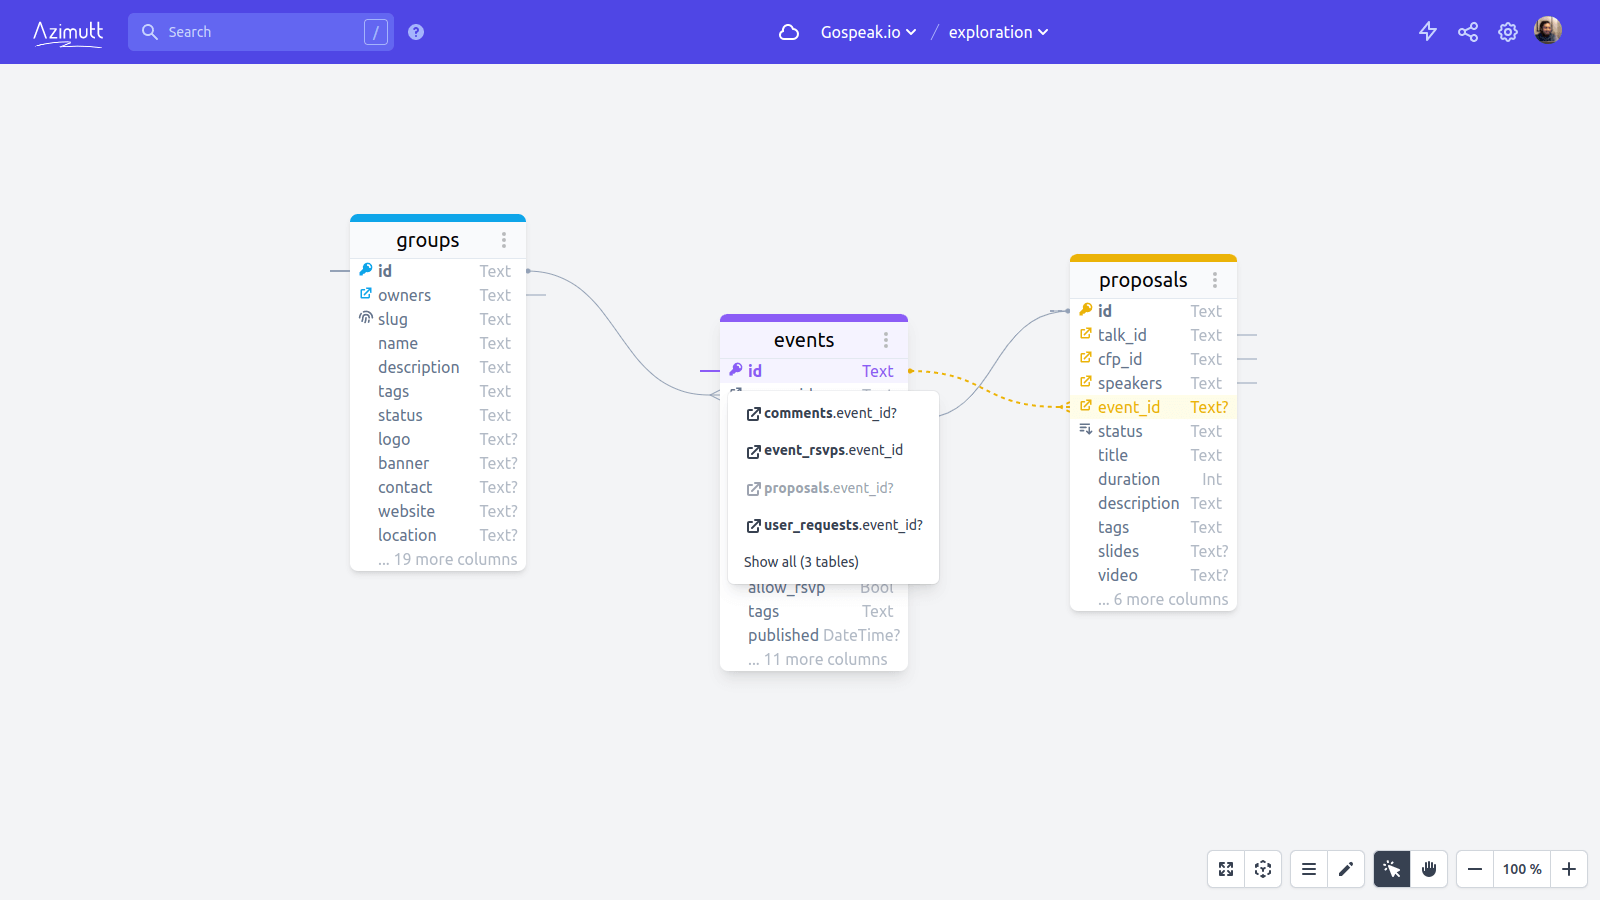 Azimutt
Search
/
?
Gospeak.io
/
exploration
groups
id Text
owners Text
slug Text
name Text
description Text
tags Text
status Text
logo Text?
banner Text?
contact Text?
website Text?
location Text?
... 19 more columns
events
id Text
comments.event_id?
event_rsvps.event_id
proposals.event_id?
user_requests.event_id?
Show all (3 tables)
allow_rsvp Bool
tags Text
published DateTime?
... 11 more columns
proposals
id Text
talk_id Text
cfp_id Text
speakers Text
event_id Text?
status Text
title Text
duration Int
description Text
tags Text
slides Text?
video Text?
... 6 more columns
100 %